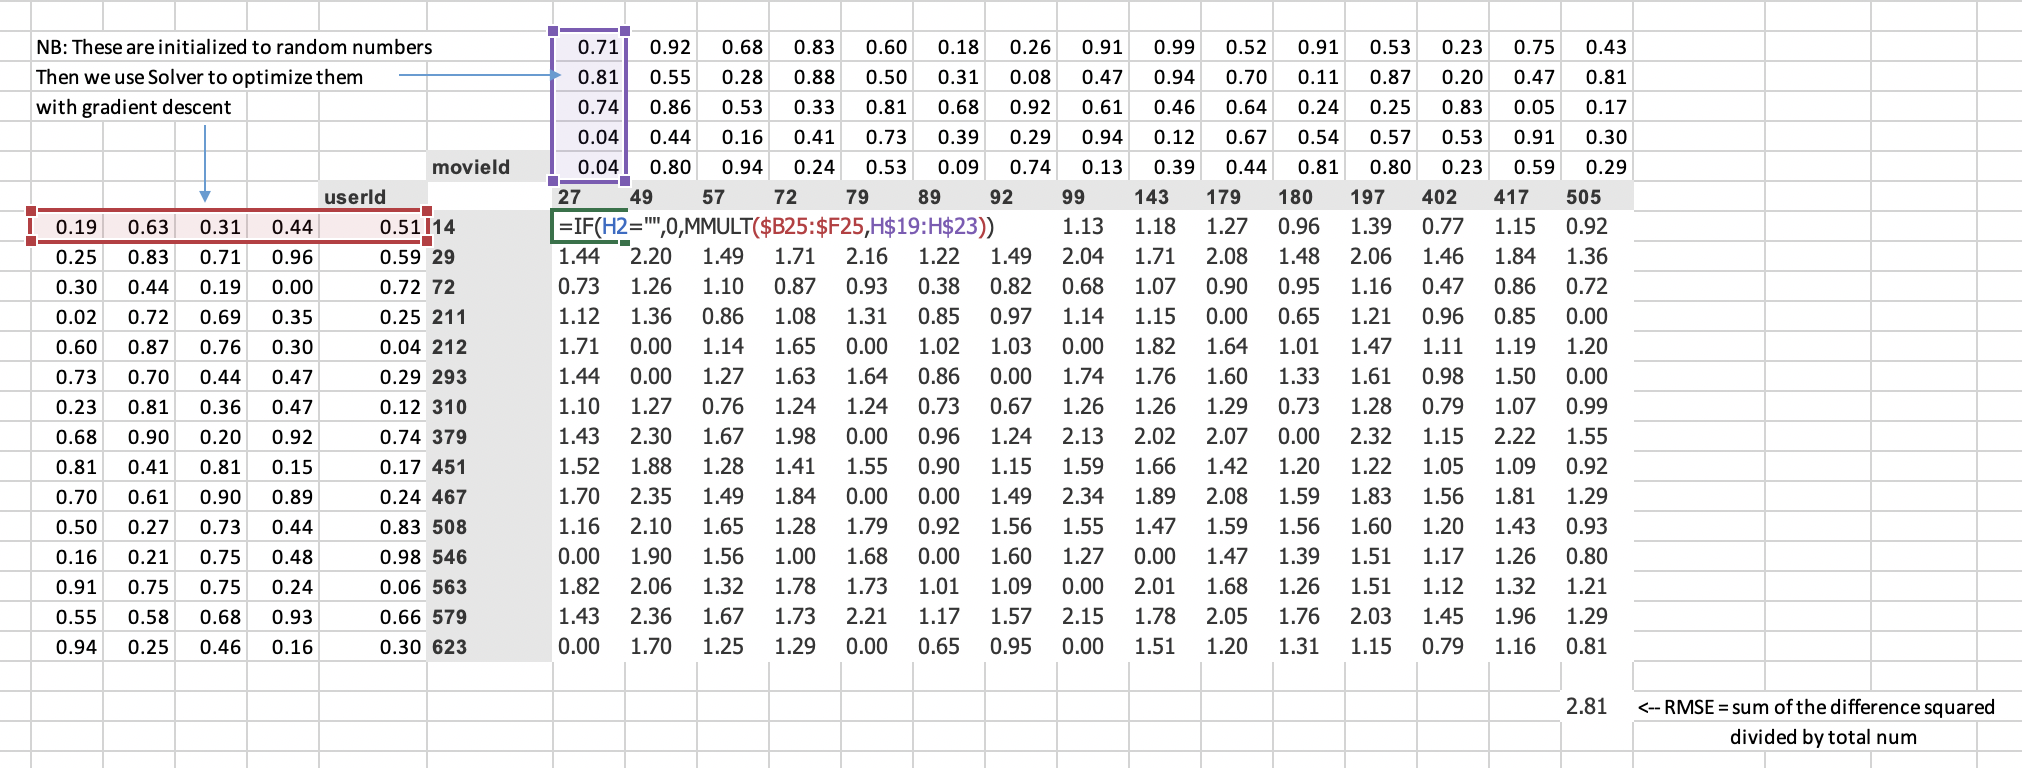 NB: These are initialized to random numbers 0.71 0.92 0.68 0.83 0.60 0.18 0.26 0.91 0.99 0.52 0.91 0.53 0.23 0.75 0.43
Then we use Solver to optimize them 0.81 0.55 0.28 0.88 0.50 0.31 0.08 0.47 0.94 0.70 0.11 0.87 0.20 0.47 0.81
with gradient descent 0.74 0.86 0.53 0.33 0.81 0.68 0.92 0.61 0.46 0.64 0.24 0.25 0.83 0.05 0.17
0.04 0.44 0.16 0.41 0.73 0.39 0.29 0.94 0.12 0.67 0.54 0.57 0.53 0.91 0.30
movieId 0.04 0.80 0.94 0.24 0.53 0.09 0.74 0.13 0.39 0.44 0.81 0.80 0.23 0.59 0.29
userId 27 49 57 72 79 89 92 99 143 179 180 197 402 417 505
0.19 0.63 0.31 0.44 0.51 14 =IF(H2="",0,MMULT($B25:$F25,H$19:H$23)) 1.13 1.18 1.27 0.96 1.39 0.77 1.15 0.92
0.25 0.83 0.71 0.96 0.59 29 1.44 2.20 1.49 1.71 2.16 1.22 1.49 2.04 1.71 2.08 1.48 2.06 1.46 1.84 1.36
0.30 0.44 0.19 0.00 0.72 72 0.73 1.26 1.10 0.87 0.93 0.38 0.82 0.68 1.07 0.90 0.95 1.16 0.47 0.86 0.72
0.02 0.72 0.69 0.35 0.25 211 1.12 1.36 0.86 1.08 1.31 0.85 0.97 1.14 1.15 0.00 0.65 1.21 0.96 0.85 0.00
0.60 0.87 0.76 0.30 0.04 212 1.71 0.00 1.14 1.65 0.00 1.02 1.03 0.00 1.82 1.64 1.01 1.47 1.11 1.19 1.20
0.73 0.70 0.44 0.47 0.29 293 1.44 0.00 1.27 1.63 1.64 0.86 0.00 1.74 1.76 1.60 1.33 1.61 0.98 1.50 0.00
0.23 0.81 0.36 0.47 0.12 310 1.10 1.27 0.76 1.24 1.24 0.73 0.67 1.26 1.26 1.29 0.73 1.28 0.79 1.07 0.99
0.68 0.90 0.20 0.92 0.74 379 1.43 2.30 1.67 1.98 0.00 0.96 1.24 2.13 2.02 2.07 0.00 2.32 1.15 2.22 1.55
0.81 0.41 0.81 0.15 0.17 451 1.52 1.88 1.28 1.41 1.55 0.90 1.15 1.59 1.66 1.42 1.20 1.22 1.05 1.09 0.92
0.70 0.61 0.90 0.89 0.24 467 1.70 2.35 1.49 1.84 0.00 0.00 1.49 2.34 1.89 2.08 1.59 1.83 1.56 1.81 1.29
0.50 0.27 0.73 0.44 0.83 508 1.16 2.10 1.65 1.28 1.79 0.92 1.56 1.55 1.47 1.59 1.56 1.60 1.20 1.43 0.93
0.16 0.21 0.75 0.48 0.98 546 0.00 1.90 1.56 1.00 1.68 0.00 1.60 1.27 0.00 1.47 1.39 1.51 1.17 1.26 0.80
0.91 0.75 0.75 0.24 0.06 563 1.82 2.06 1.32 1.78 1.73 1.01 1.09 0.00 2.01 1.68 1.26 1.51 1.12 1.32 1.21
0.55 0.58 0.68 0.93 0.66 579 1.43 2.36 1.67 1.73 2.21 1.17 1.57 2.15 1.78 2.05 1.76 2.03 1.45 1.96 1.29
0.94 0.25 0.46 0.16 0.30 623 0.00 1.70 1.25 1.29 0.00 0.65 0.95 0.00 1.51 1.20 1.31 1.15 0.79 1.16 0.81
2.81 <-- RMSE = sum of the difference squared
divided by total num